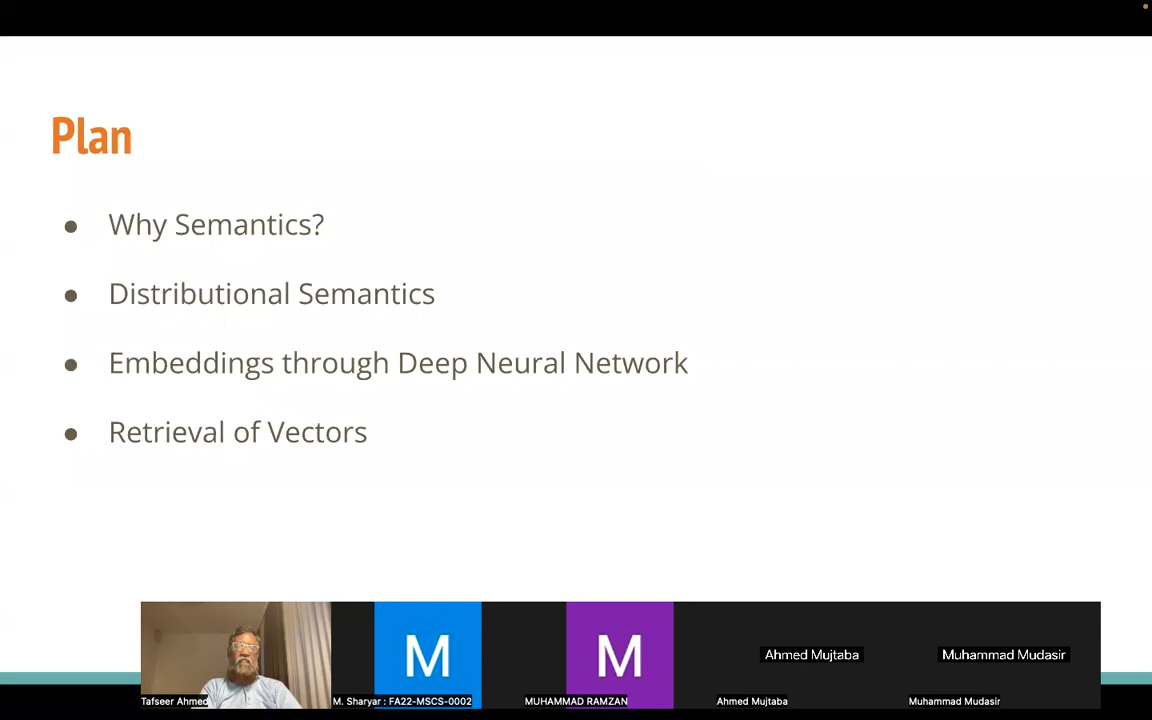 Plan
● Why Semantics?
● Distributional Semantics
● Embeddings through Deep Neural Network
● Retrieval of Vectors
M
M
Ahmed Mujtaba
Muhammad Mudasir
Tafseer Ahmed
M. Sharyar : FA22-MSCS-0002
MUHAMMAD RAMZAN
Ahmed Mujtaba
Muhammad Mudasir